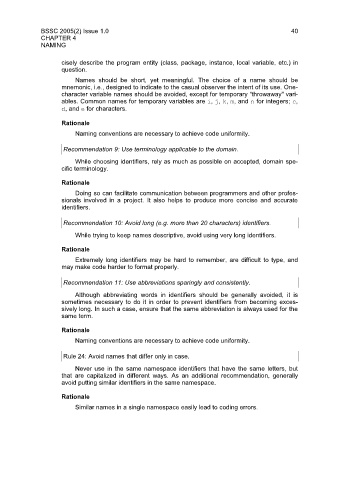 BSSC 2005(2) Issue 1.0 40
CHAPTER 4
NAMING
cisely describe the program entity (class, package, instance, local variable, etc.) in
question.
Names should be short, yet meaningful. The choice of a name should be
mnemonic, i.e., designed to indicate to the casual observer the intent of its use. One-
character variable names should be avoided, except for temporary "throwaway" vari-
ables. Common names for temporary variables are i, j, k, m, and n for integers; c,
d, and e for characters.
Rationale
Naming conventions are necessary to achieve code uniformity.
Recommendation 9: Use terminology applicable to the domain.
While choosing identifiers, rely as much as possible on accepted, domain spe-
cific terminology.
Rationale
Doing so can facilitate communication between programmers and other profes-
sionals involved in a project. It also helps to produce more concise and accurate
identifiers.
Recommendation 10: Avoid long (e.g. more than 20 characters) identifiers.
While trying to keep names descriptive, avoid using very long identifiers.
Rationale
Extremely long identifiers may be hard to remember, are difficult to type, and
may make code harder to format properly.
Recommendation 11: Use abbreviations sparingly and consistently.
Although abbreviating words in identifiers should be generally avoided, it is
sometimes necessary to do it in order to prevent identifiers from becoming exces-
sively long. In such a case, ensure that the same abbreviation is always used for the
same term.
Rationale
Naming conventions are necessary to achieve code uniformity.
Rule 24: Avoid names that differ only in case.
Never use in the same namespace identifiers that have the same letters, but
that are capitalized in different ways. As an additional recommendation, generally
avoid putting similar identifiers in the same namespace.
Rationale
Similar names in a single namespace easily lead to coding errors.